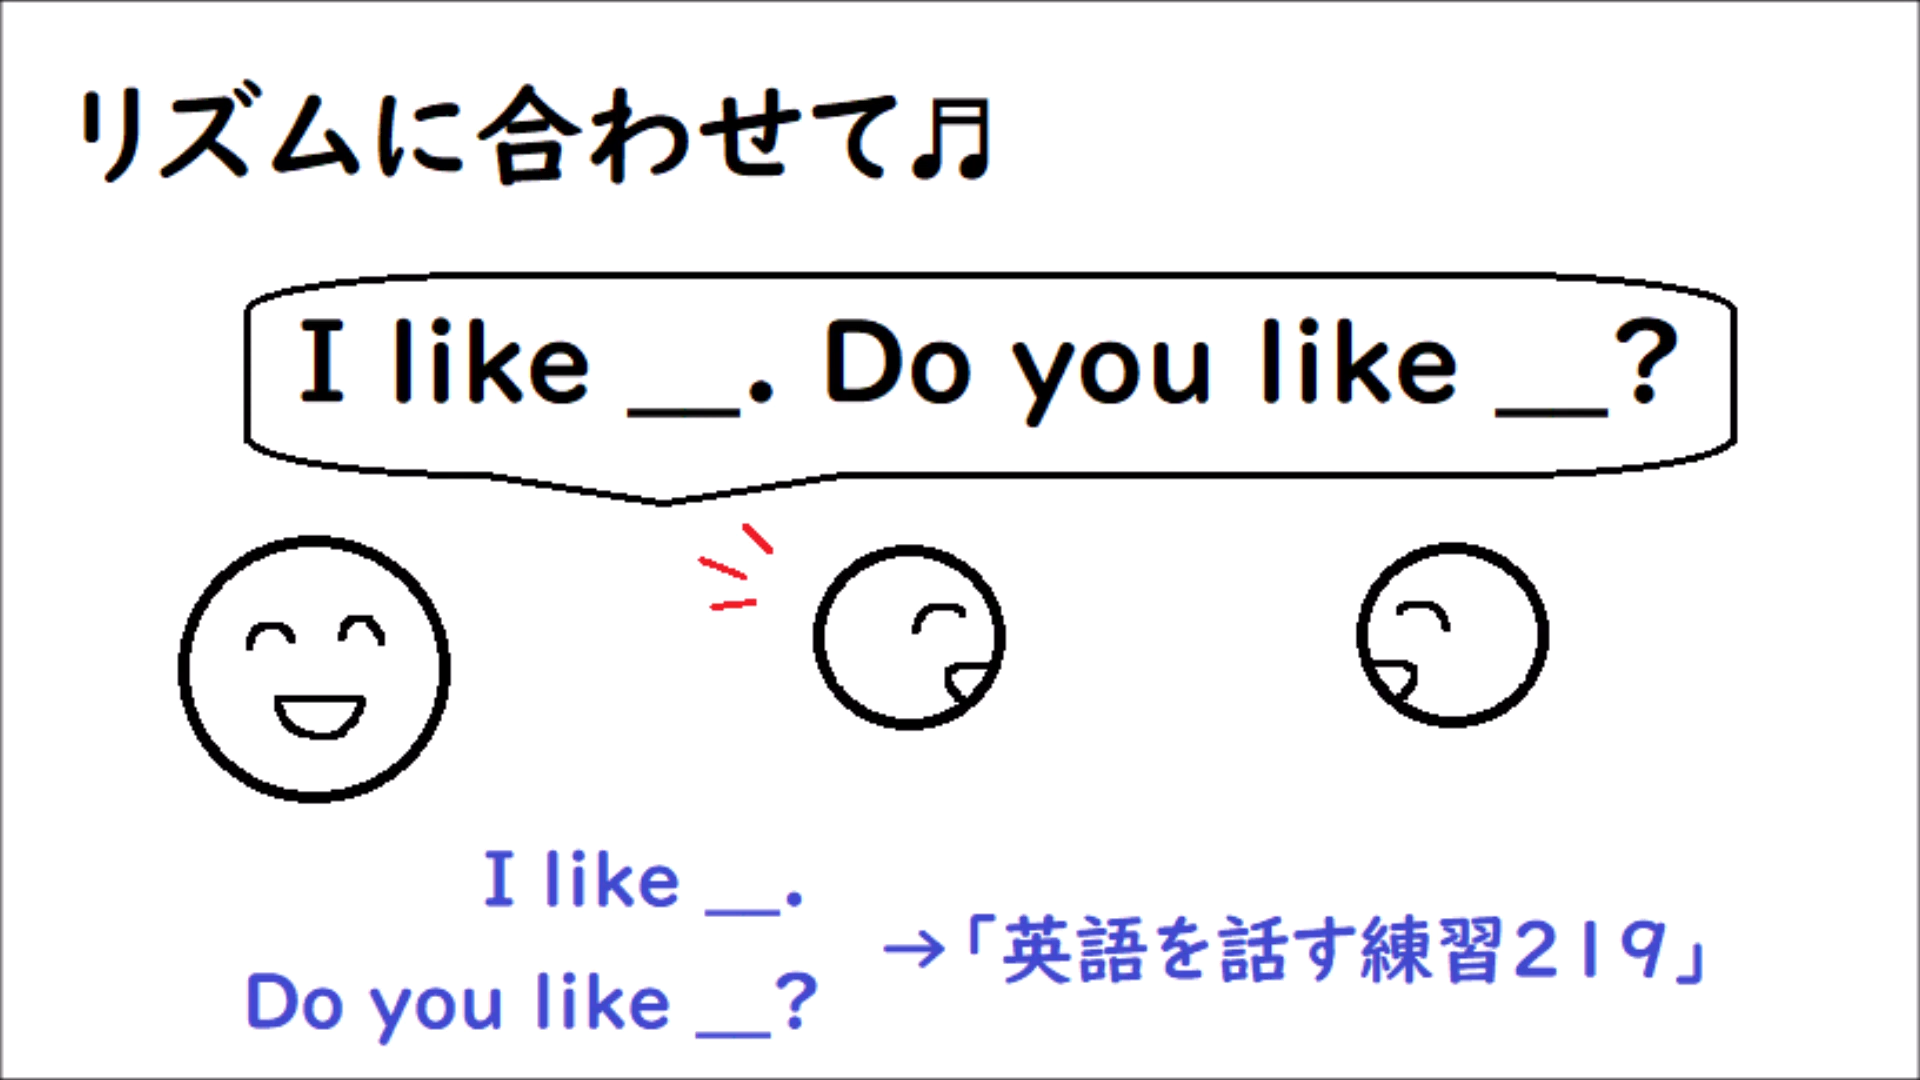 リズムに合わせて♬
I like __. Do you like __?
I like __.
Do you like __?
→「英語を話す練習219」